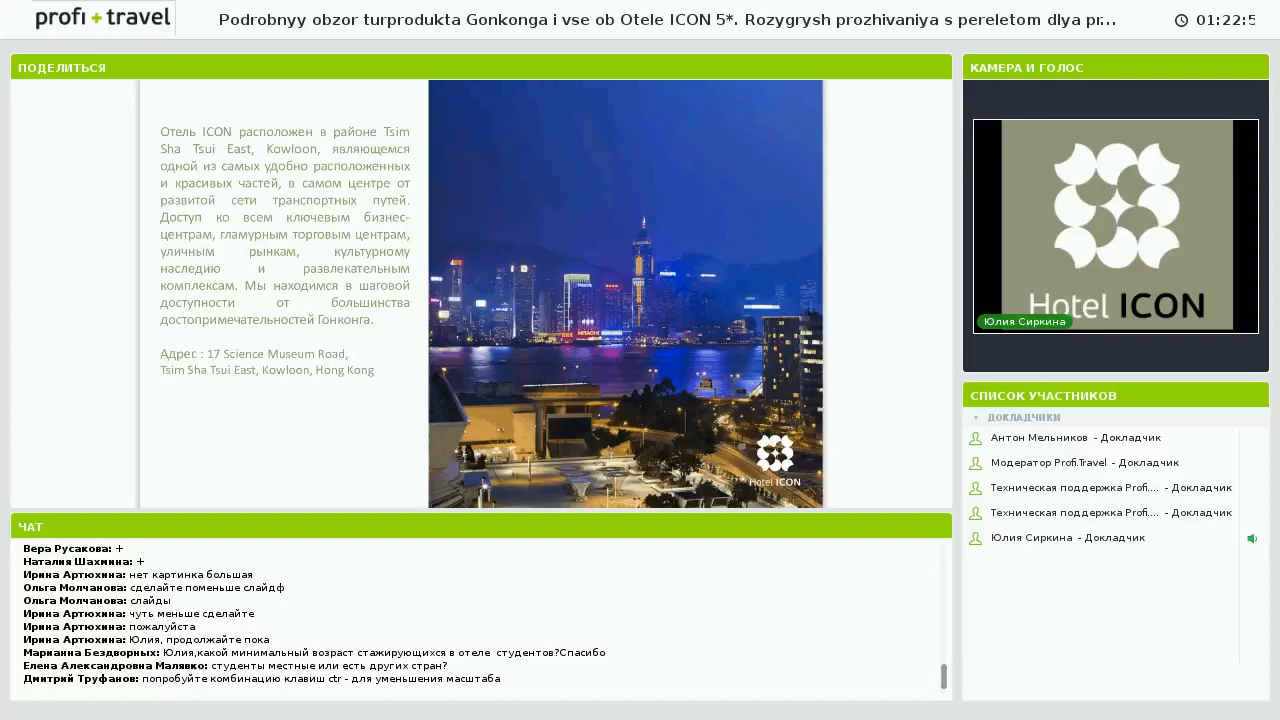 profi + travel
Podrobnyy obzor turprodukta Gonkonga i vse ob Otele ICON 5*. Rozygrysh prozhivaniya s pereletom dlya pr...
01:22:5
ПОДЕЛИТЬСЯ
Отель ICON расположен в районе Tsim
Sha Tsui East, Kowloon, являющемся
одной из самых удобно расположенных
и красивых частей, в самом центре от
развитой сети транспортных путей.
Доступ ко всем ключевым бизнес-
центрам, гламурным торговым центрам,
уличным рынкам, культурному
наследию и развлекательным
комплексам. Мы находимся в шаговой
доступности от большинства
достопримечательностей Гонконга.
Адрес : 17 Science Museum Road,
Tsim Sha Tsui East, Kowloon, Hong Kong
PHILIPS
HITACHI
Hotel ICON
КАМЕРА И ГОЛОС
Hotel ICON
Юлия Сиркина
СПИСОК УЧАСТНИКОВ
ДОКЛАДЧИКИ
Антон Мельников - Докладчик
Модератор Profi.Travel - Докладчик
Техническая поддержка Profi.... - Докладчик
Техническая поддержка Profi.... - Докладчик
Юлия Сиркина - Докладчик
ЧАТ
Вера Русакова: +
Наталия Шахмина: +
Ирина Артюхина: нет картинка большая
Ольга Молчанова: сделайте поменьше слайдф
Ольга Молчанова: слайды
Ирина Артюхина: чуть меньше сделайте
Ирина Артюхина: пожалуйста
Ирина Артюхина: Юлия, продолжайте пока
Марианна Бездворных: Юлия,какой минимальный возраст стажирующихся в отеле студентов?Спасибо
Елена Александровна Малявко: студенты местные или есть других стран?
Дмитрий Труфанов: попробуйте комбинацию клавиш ctr - для уменьшения масштаба